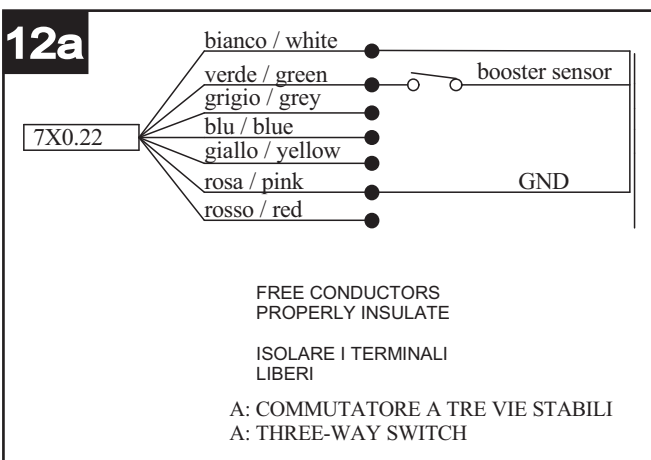 12a
bianco / white
verde / green
booster sensor
grigio / grey
7X0.22
blu / blue
giallo / yellow
rosa / pink
GND
rosso / red
FREE CONDUCTORS
PROPERLY INSULATE
ISOLARE I TERMINALI
LIBERI
A: COMMUTATORE A TRE VIE STABILI
A: THREE-WAY SWITCH